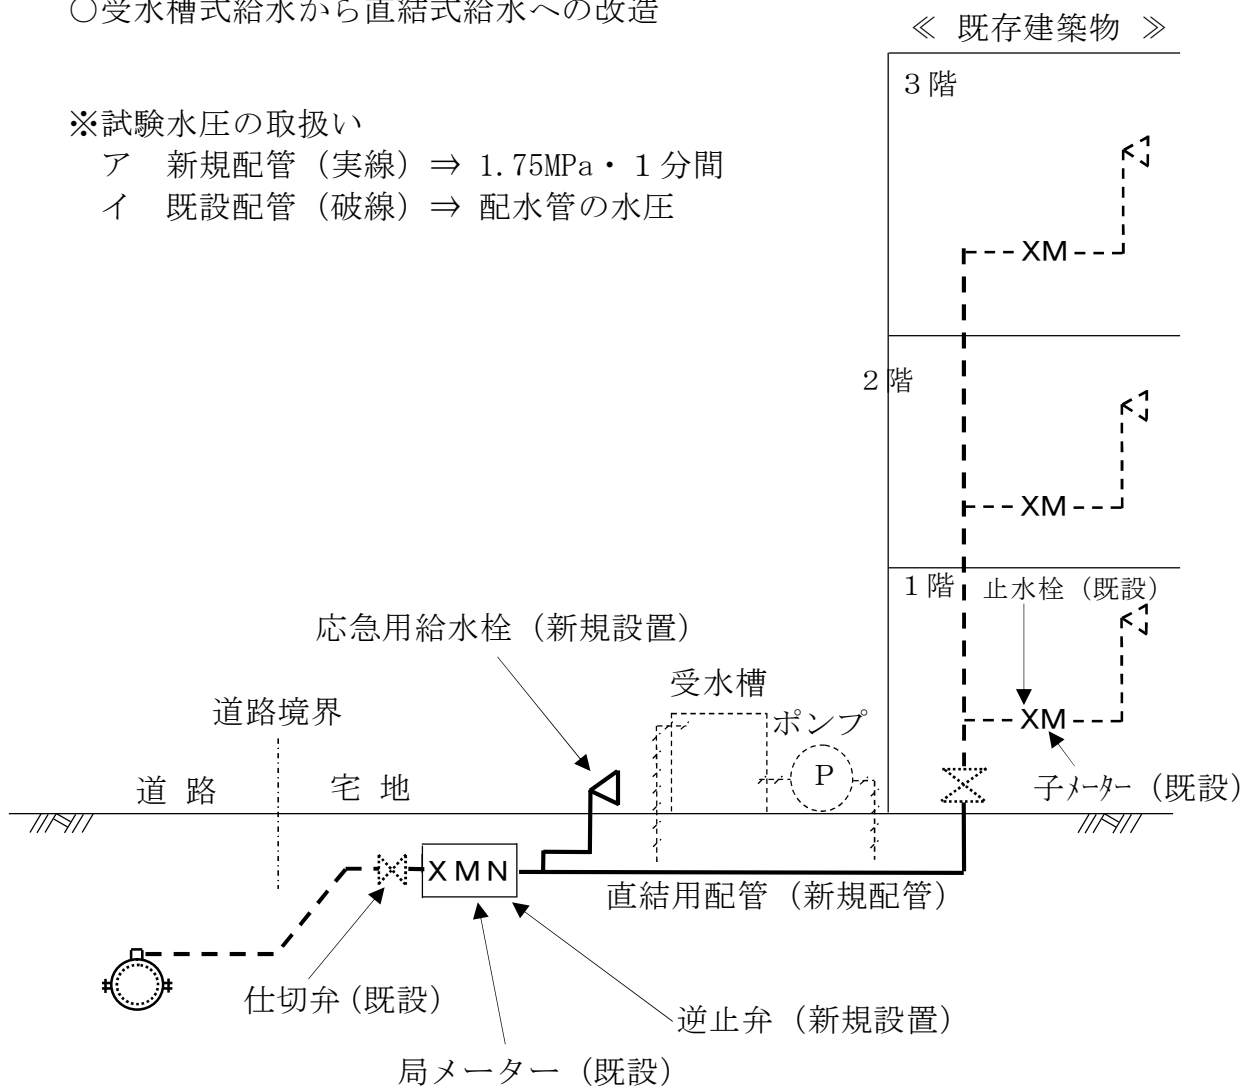 ○受水槽式給水から直結式給水への改造
≪ 既存建築物 ≫
３階
※試験水圧の取扱い
ア 新規配管（実線）⇒ 1.75MPa・１分間
イ 既設配管（破線）⇒ 配水管の水圧
XM
２階
XM
１階
止水栓（既設）
応急用給水栓（新規設置）
受水槽
道路境界
ポンプ
XM
P
道 路
宅 地
子メーター（既設）
XMN
直結用配管（新規配管）
仕切弁（既設）
逆止弁（新規設置）
局メーター（既設）